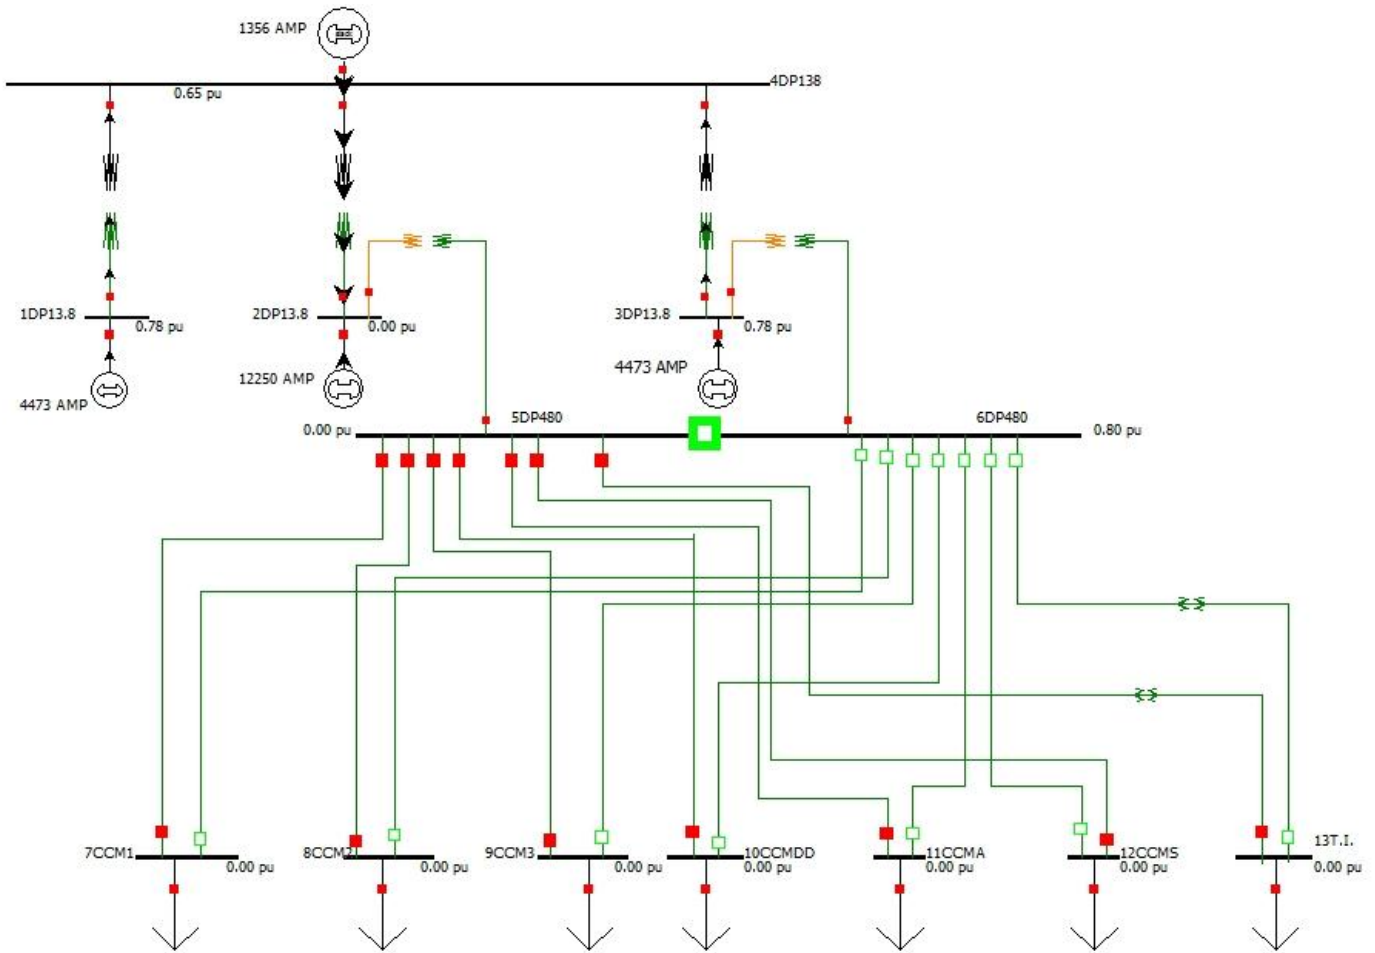 1356 AMP
4DP138
0.65 pu
1DP13.8
0.78 pu
2DP13.8
0.00 pu
3DP13.8
0.78 pu
4473 AMP
12250 AMP
4473 AMP
0.00 pu
5DP480
6DP480
0.80 pu
7CCM1
0.00 pu
8CCM2
0.00 pu
9CCM3
0.00 pu
10CCMDD
0.00 pu
11CCMA
0.00 pu
12CCMS
0.00 pu
13T.I.
0.00 pu